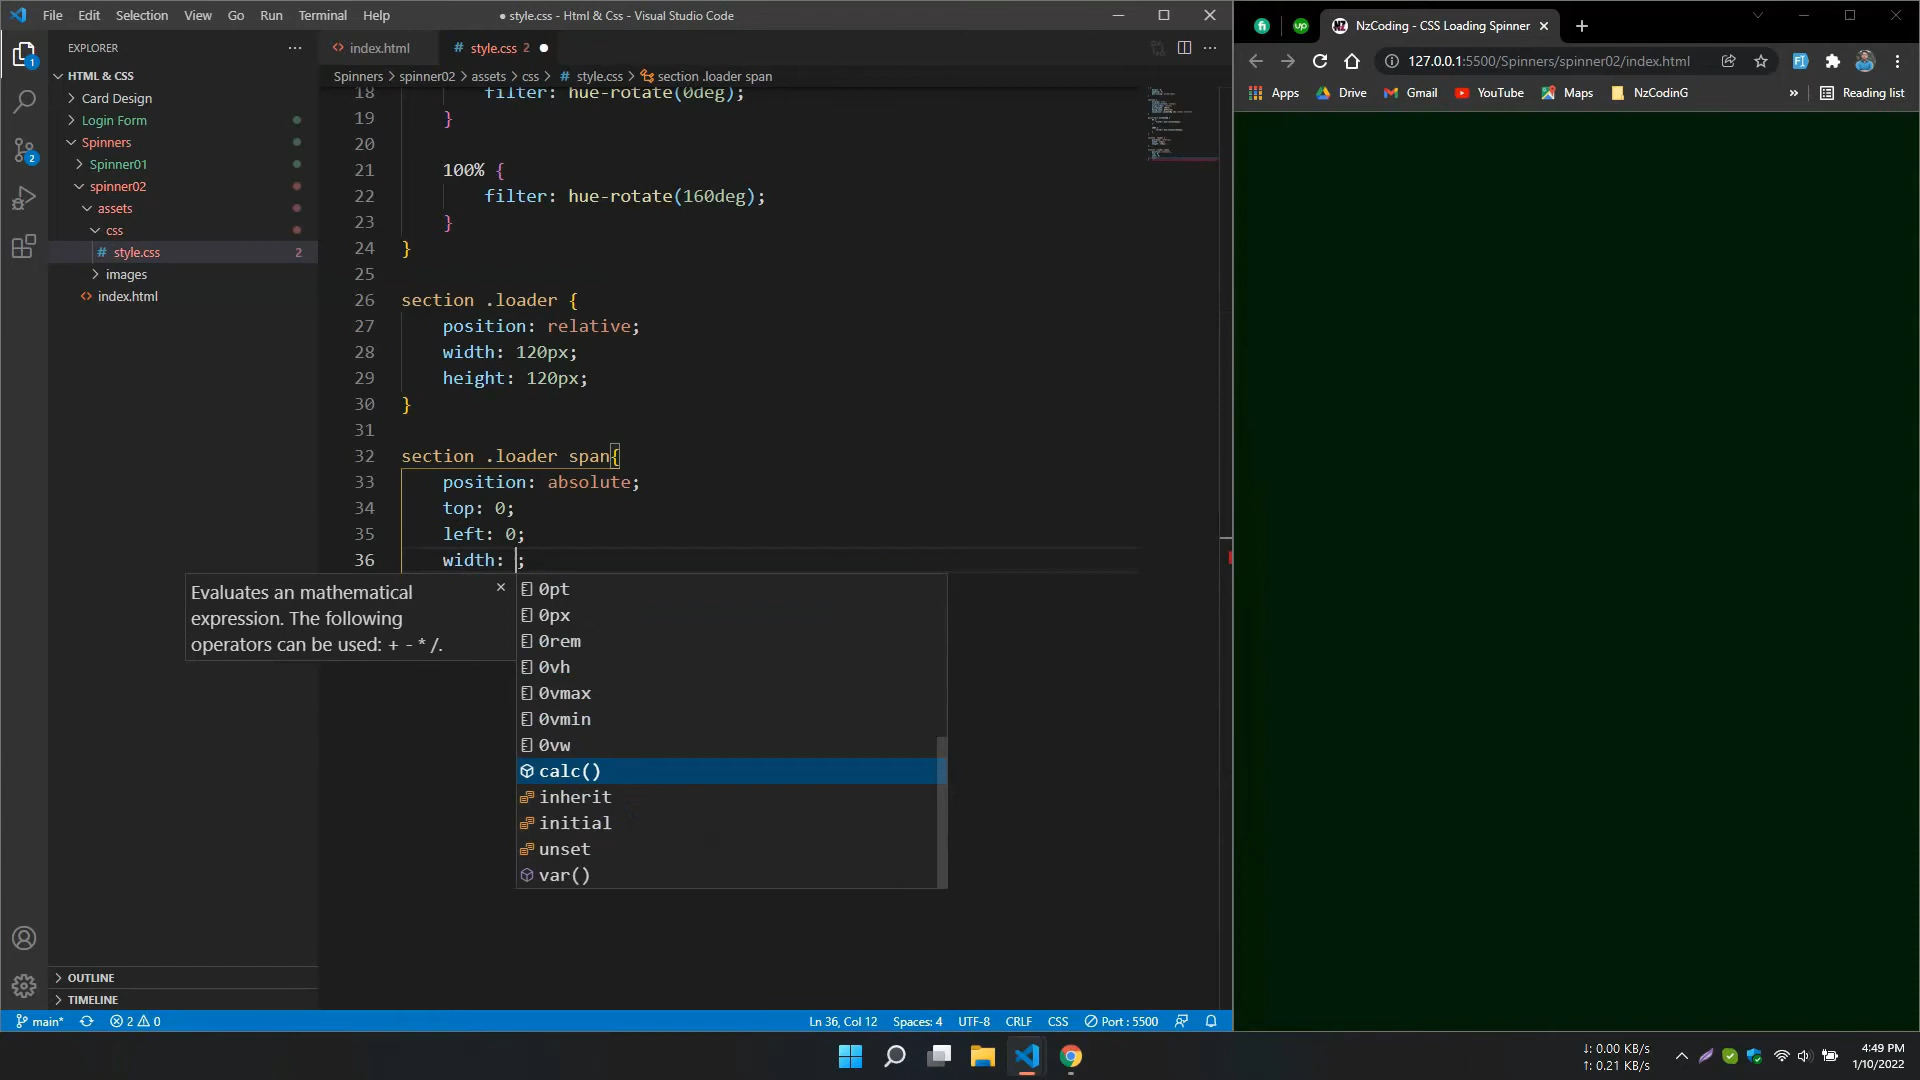 File Edit Selection View Go Run Terminal Help
● style.css - Html & Css - Visual Studio Code
EXPLORER
HTML & CSS
Card Design
Login Form
Spinners
Spinner01
spinner02
assets
css
# style.css 2
images
<> index.html
OUTLINE
TIMELINE
1
2
<> index.html
# style.css 2 ●
Spinners > spinner02 > assets > css > # style.css > section .loader span
18 filter: hue-rotate(0deg);
19 }
20
21 100% {
22 filter: hue-rotate(160deg);
23 }
24 }
25
26 section .loader {
27 position: relative;
28 width: 120px;
29 height: 120px;
30 }
31
32 section .loader span{
33 position: absolute;
34 top: 0;
35 left: 0;
36 width: ;
Evaluates an mathematical
expression. The following
operators can be used: + - * /.
0pt
0px
0rem
0vh
0vmax
0vmin
0vw
calc()
inherit
initial
unset
var()
main* 2 0
Ln 36, Col 12 Spaces: 4 UTF-8 CRLF CSS Port : 5500
fi
up
NzCoding - CSS Loading Spinner
127.0.0.1:5500/Spinners/spinner02/index.html
Apps Drive Gmail YouTube Maps NzCodinG » Reading list
↓: 0.00 KB/s
↑: 0.21 KB/s
4:49 PM
1/10/2022